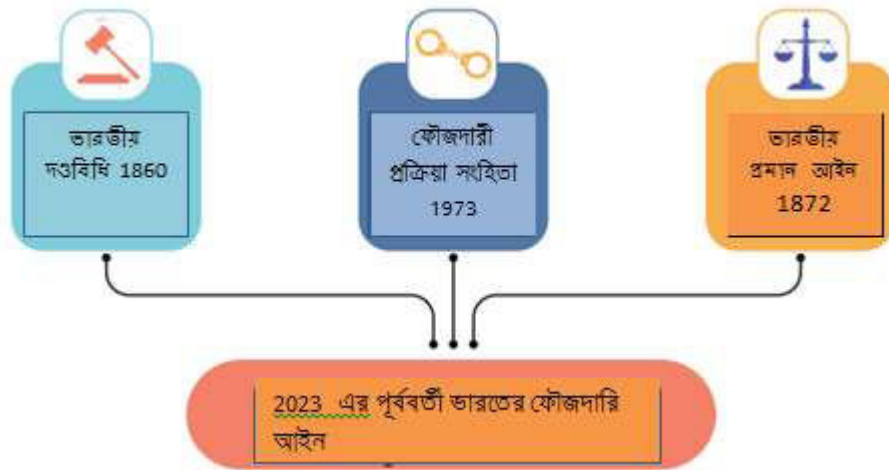 ভারতীয়
দণ্ডবিধি 1860
ফৌজদারী
প্রক্রিয়া সংহিতা
1973
ভারতীয়
প্রমান আইন
1872
2023 এর পূর্ববর্তী ভারতের ফৌজদারি
আইন